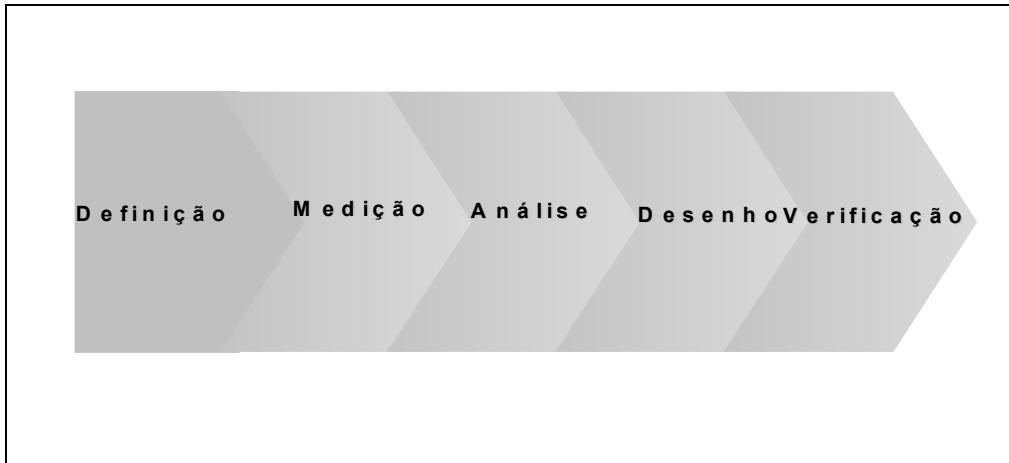 Definição
Medição
Análise
Desenho
Verificação